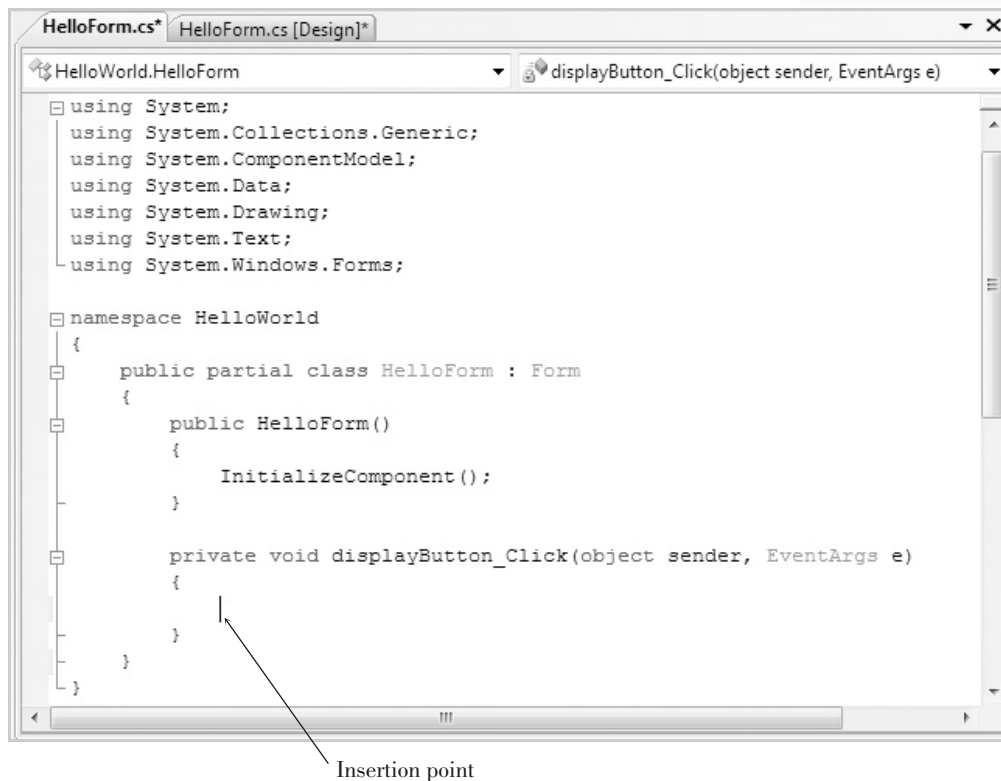 HelloForm.cs* HelloForm.cs [Design]*
HelloWorld.HelloForm displayButton_Click(object sender, EventArgs e)
using System;
using System.Collections.Generic;
using System.ComponentModel;
using System.Data;
using System.Drawing;
using System.Text;
using System.Windows.Forms;
namespace HelloWorld
{
public partial class HelloForm : Form
{
public HelloForm()
{
InitializeComponent();
}
private void displayButton_Click(object sender, EventArgs e)
{
}
}
}
Insertion point